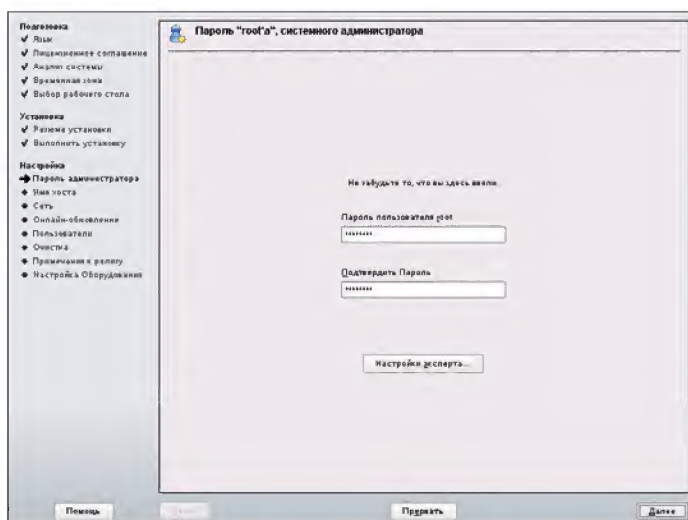 Подготовка
Язык
Лицензионное соглашение
Анализ системы
Временная зона
Выбор рабочего стола
Установка
Резюме установки
Выполнить установку
Настройка
Пароль администратора
Имя хоста
Сеть
Онлайн-обновление
Пользователи
Очистка
Примечания к релизу
Настройка Оборудования
Пароль "root'а", системного администратора
Не забудьте то, что вы здесь ввели.
Пароль пользователя root
********
Подтвердить Пароль
********
Настройки эксперта...
Помощь
Прервать
Далее